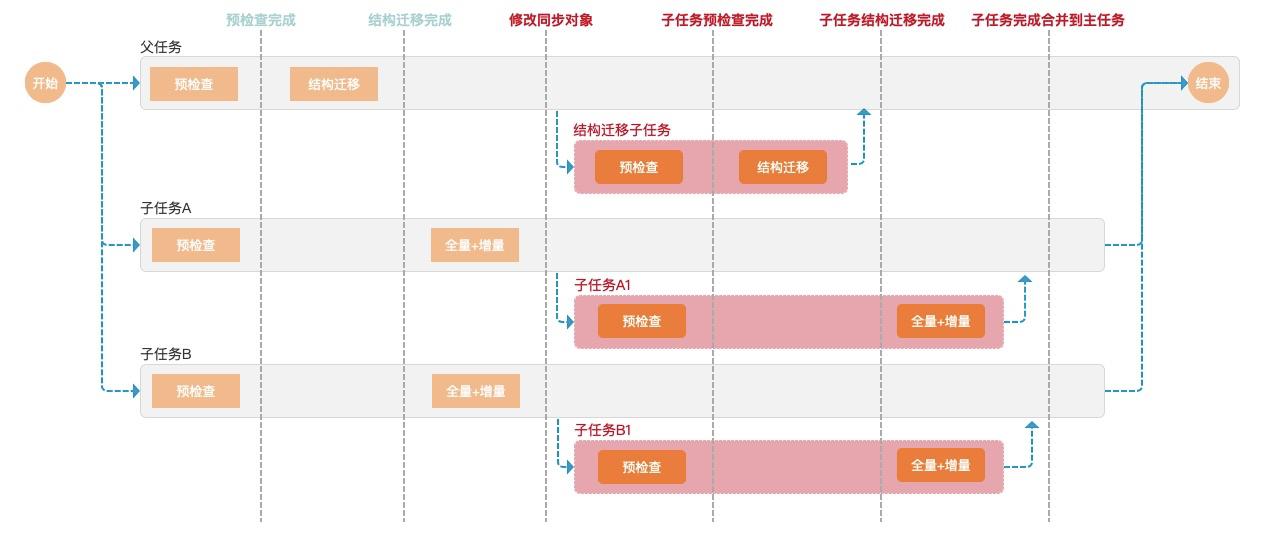 预检查完成
结构迁移完成
修改同步对象
子任务预检查完成
子任务结构迁移完成
子任务完成合并到主任务
父任务
开始
预检查
结构迁移
结束
结构迁移子任务
预检查
结构迁移
子任务A
预检查
全量+增量
子任务A1
预检查
全量+增量
子任务B
预检查
全量+增量
子任务B1
预检查
全量+增量